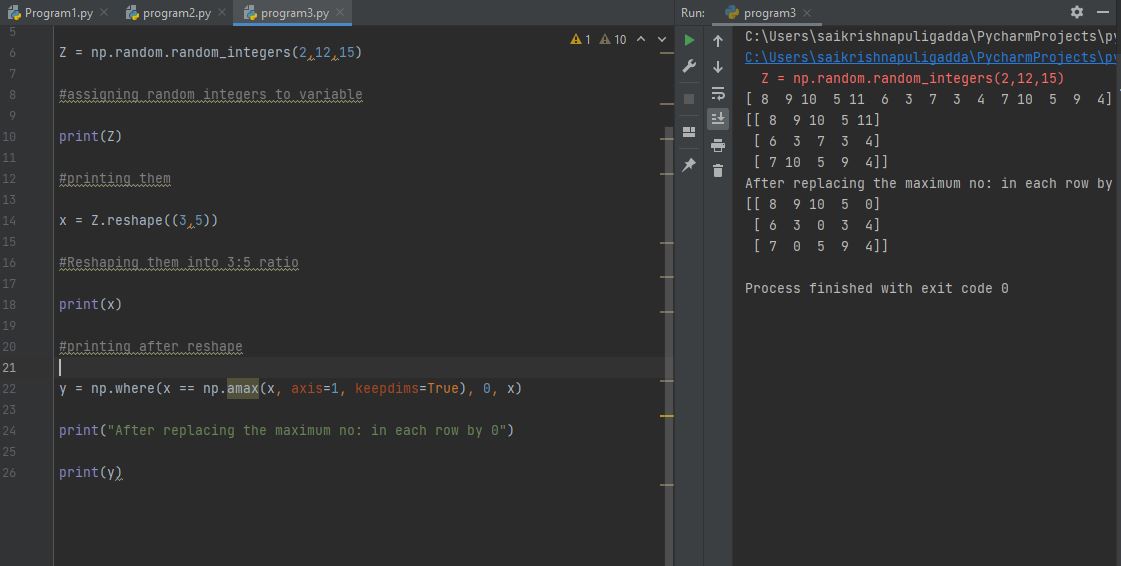 Program1.py program2.py program3.py
1 10
5
6 Z = np.random.random_integers(2,12,15)
7
8 #assigning random integers to variable
9
10 print(Z)
11
12 #printing them
13
14 x = Z.reshape((3,5))
15
16 #Reshaping them into 3:5 ratio
17
18 print(x)
19
20 #printing after reshape
21
22 y = np.where(x == np.amax(x, axis=1, keepdims=True), 0, x)
23
24 print("After replacing the maximum no: in each row by 0")
25
26 print(y)
Run: program3
C:\Users\saikrishnapuligadda\PycharmProjects\py
C:\Users\saikrishnapuligadda\PycharmProjects\py
Z = np.random.random_integers(2,12,15)
[ 8 9 10 5 11 6 3 7 3 4 7 10 5 9 4]
[[ 8 9 10 5 11]
[ 6 3 7 3 4]
[ 7 10 5 9 4]]
After replacing the maximum no: in each row by
[[ 8 9 10 5 0]
[ 6 3 0 3 4]
[ 7 0 5 9 4]]
Process finished with exit code 0